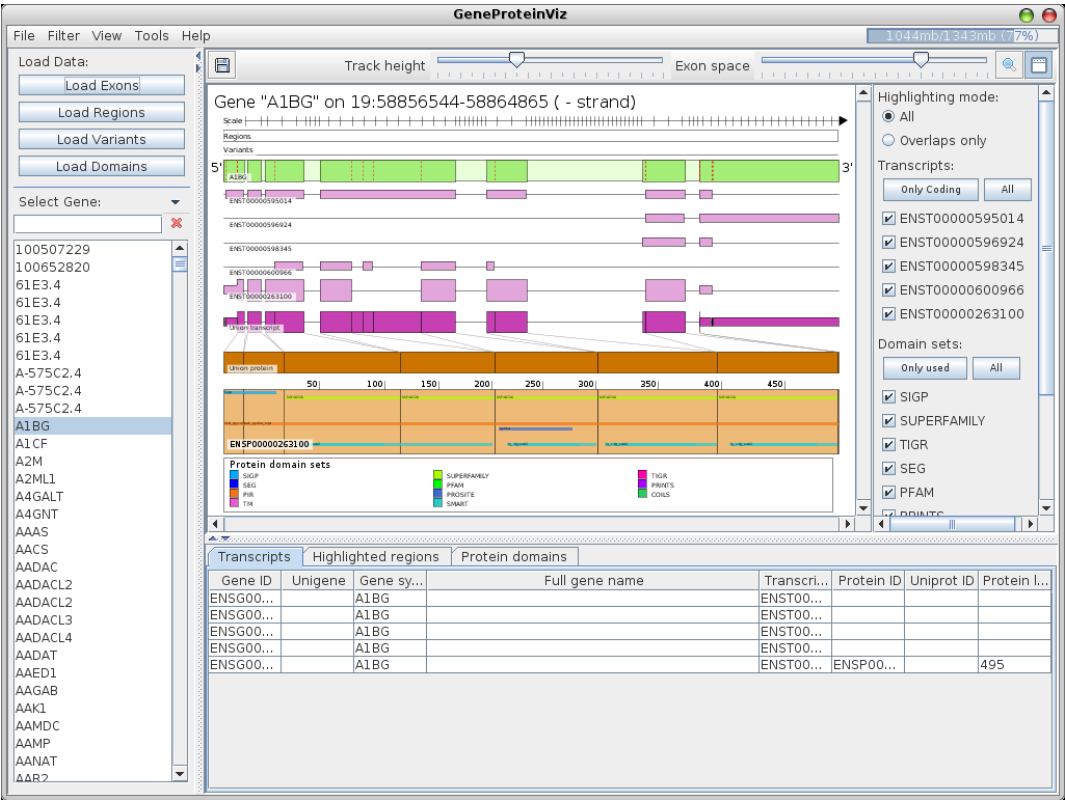 GeneProteinViz
File Filter View Tools Help
1044mb/1343mb (77%)
Load Data:
Load Exons
Load Regions
Load Variants
Load Domains
Select Gene:
100507229
100652820
61E3.4
61E3.4
61E3.4
61E3.4
61E3.4
A-575C2.4
A-575C2.4
A-575C2.4
A1BG
A1CF
A2M
A2ML1
A4GALT
A4GNT
AAAS
AACS
AADAC
AADACL2
AADACL2
AADACL3
AADACL4
AADAT
AAED1
AAGAB
AAK1
AAMDC
AAMP
AANAT
AAR2
Track height
Exon space
Gene "A1BG" on 19:58856544-58864865 ( - strand)
Scale
Regions
Variants
5' 3'
A1BG
ENST00000595014
ENST00000596924
ENST00000598345
ENST00000600966
ENST00000263100
Union transcript
Union protein
50| 100| 150| 200| 250| 300| 350| 400| 450|
ENSP00000263100
Protein domain sets
SIGP SUPERFAMILY TIGR
SEG PFAM PRINTS
PIR PROSITE COILS
TM SMART
Highlighting mode:
All
Overlaps only
Transcripts:
Only Coding All
ENST00000595014
ENST00000596924
ENST00000598345
ENST00000600966
ENST00000263100
Domain sets:
Only used All
SIGP
SUPERFAMILY
TIGR
SEG
PFAM
PRINTS
Transcripts Highlighted regions Protein domains
Gene ID Unigene Gene sy... Full gene name Transcri... Protein ID Uniprot ID Protein l...
ENSG00... A1BG ENST00...
ENSG00... A1BG ENST00...
ENSG00... A1BG ENST00...
ENSG00... A1BG ENST00...
ENSG00... A1BG ENST00... ENSP00... 495